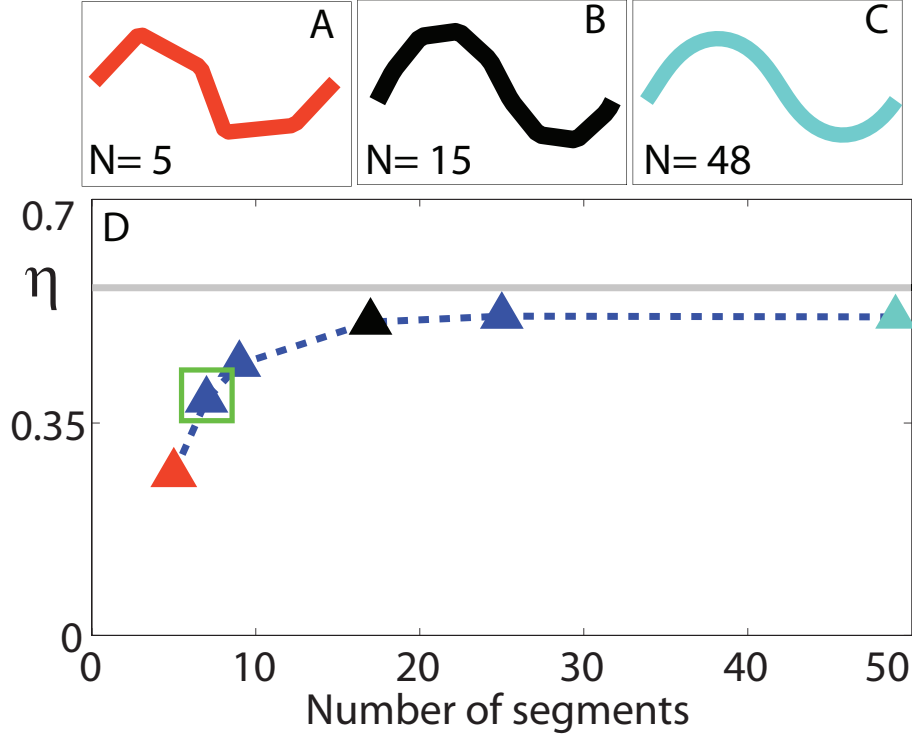 A
N= 5
B
N= 15
C
N= 48
0.7
D
η
0.35
0
0 10 20 30 40 50
Number of segments